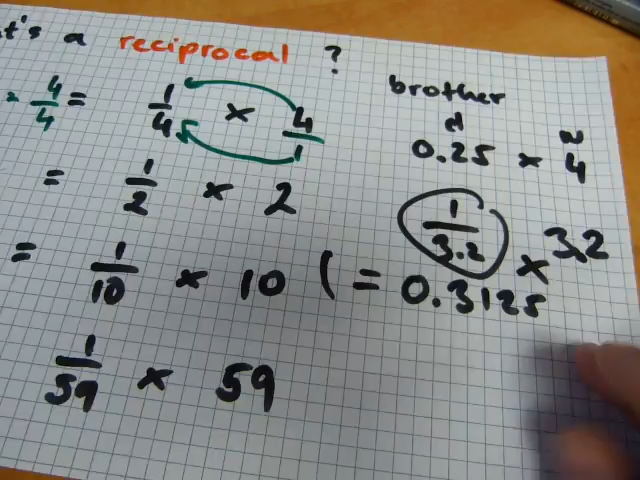 t's a reciprocal ?
= 4/4 = 1/4 × 4/1
= 1/2 × 2
= 1/10 × 10 (=
1/59 × 59
brother
0.25 × 4
1/3.2 × 3,2
0.3125